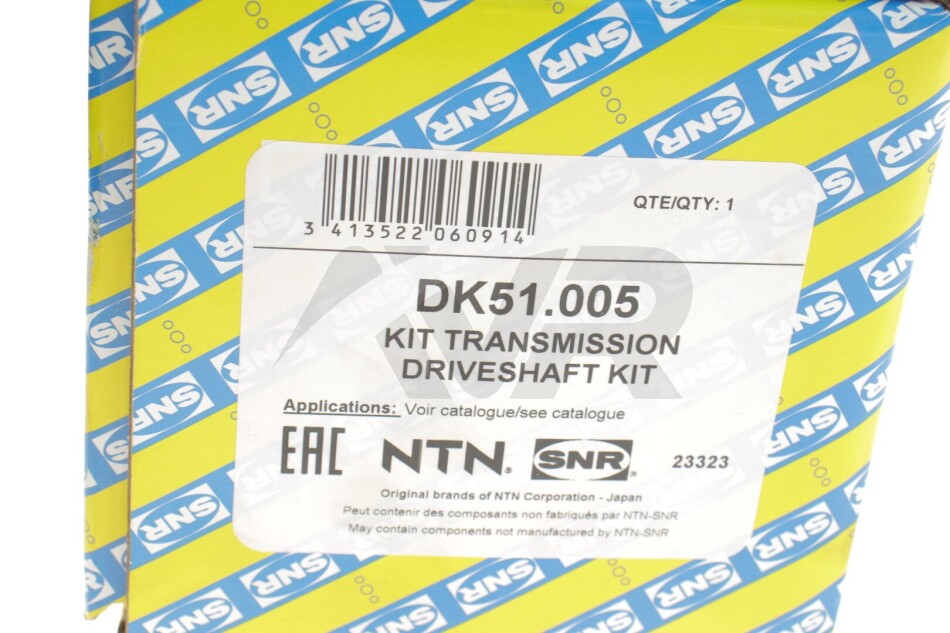 3 413522 060914
QTE/QTY: 1
DK51.005
KIT TRANSMISSION
DRIVESHAFT KIT
Applications: Voir catalogue/see catalogue
EAC NTN® SNR® 23323
Original brands of NTN Corporation - Japan
Peut contenir des composants non fabriqués par NTN-SNR
May contain components not manufactured by NTN-SNR
SNR